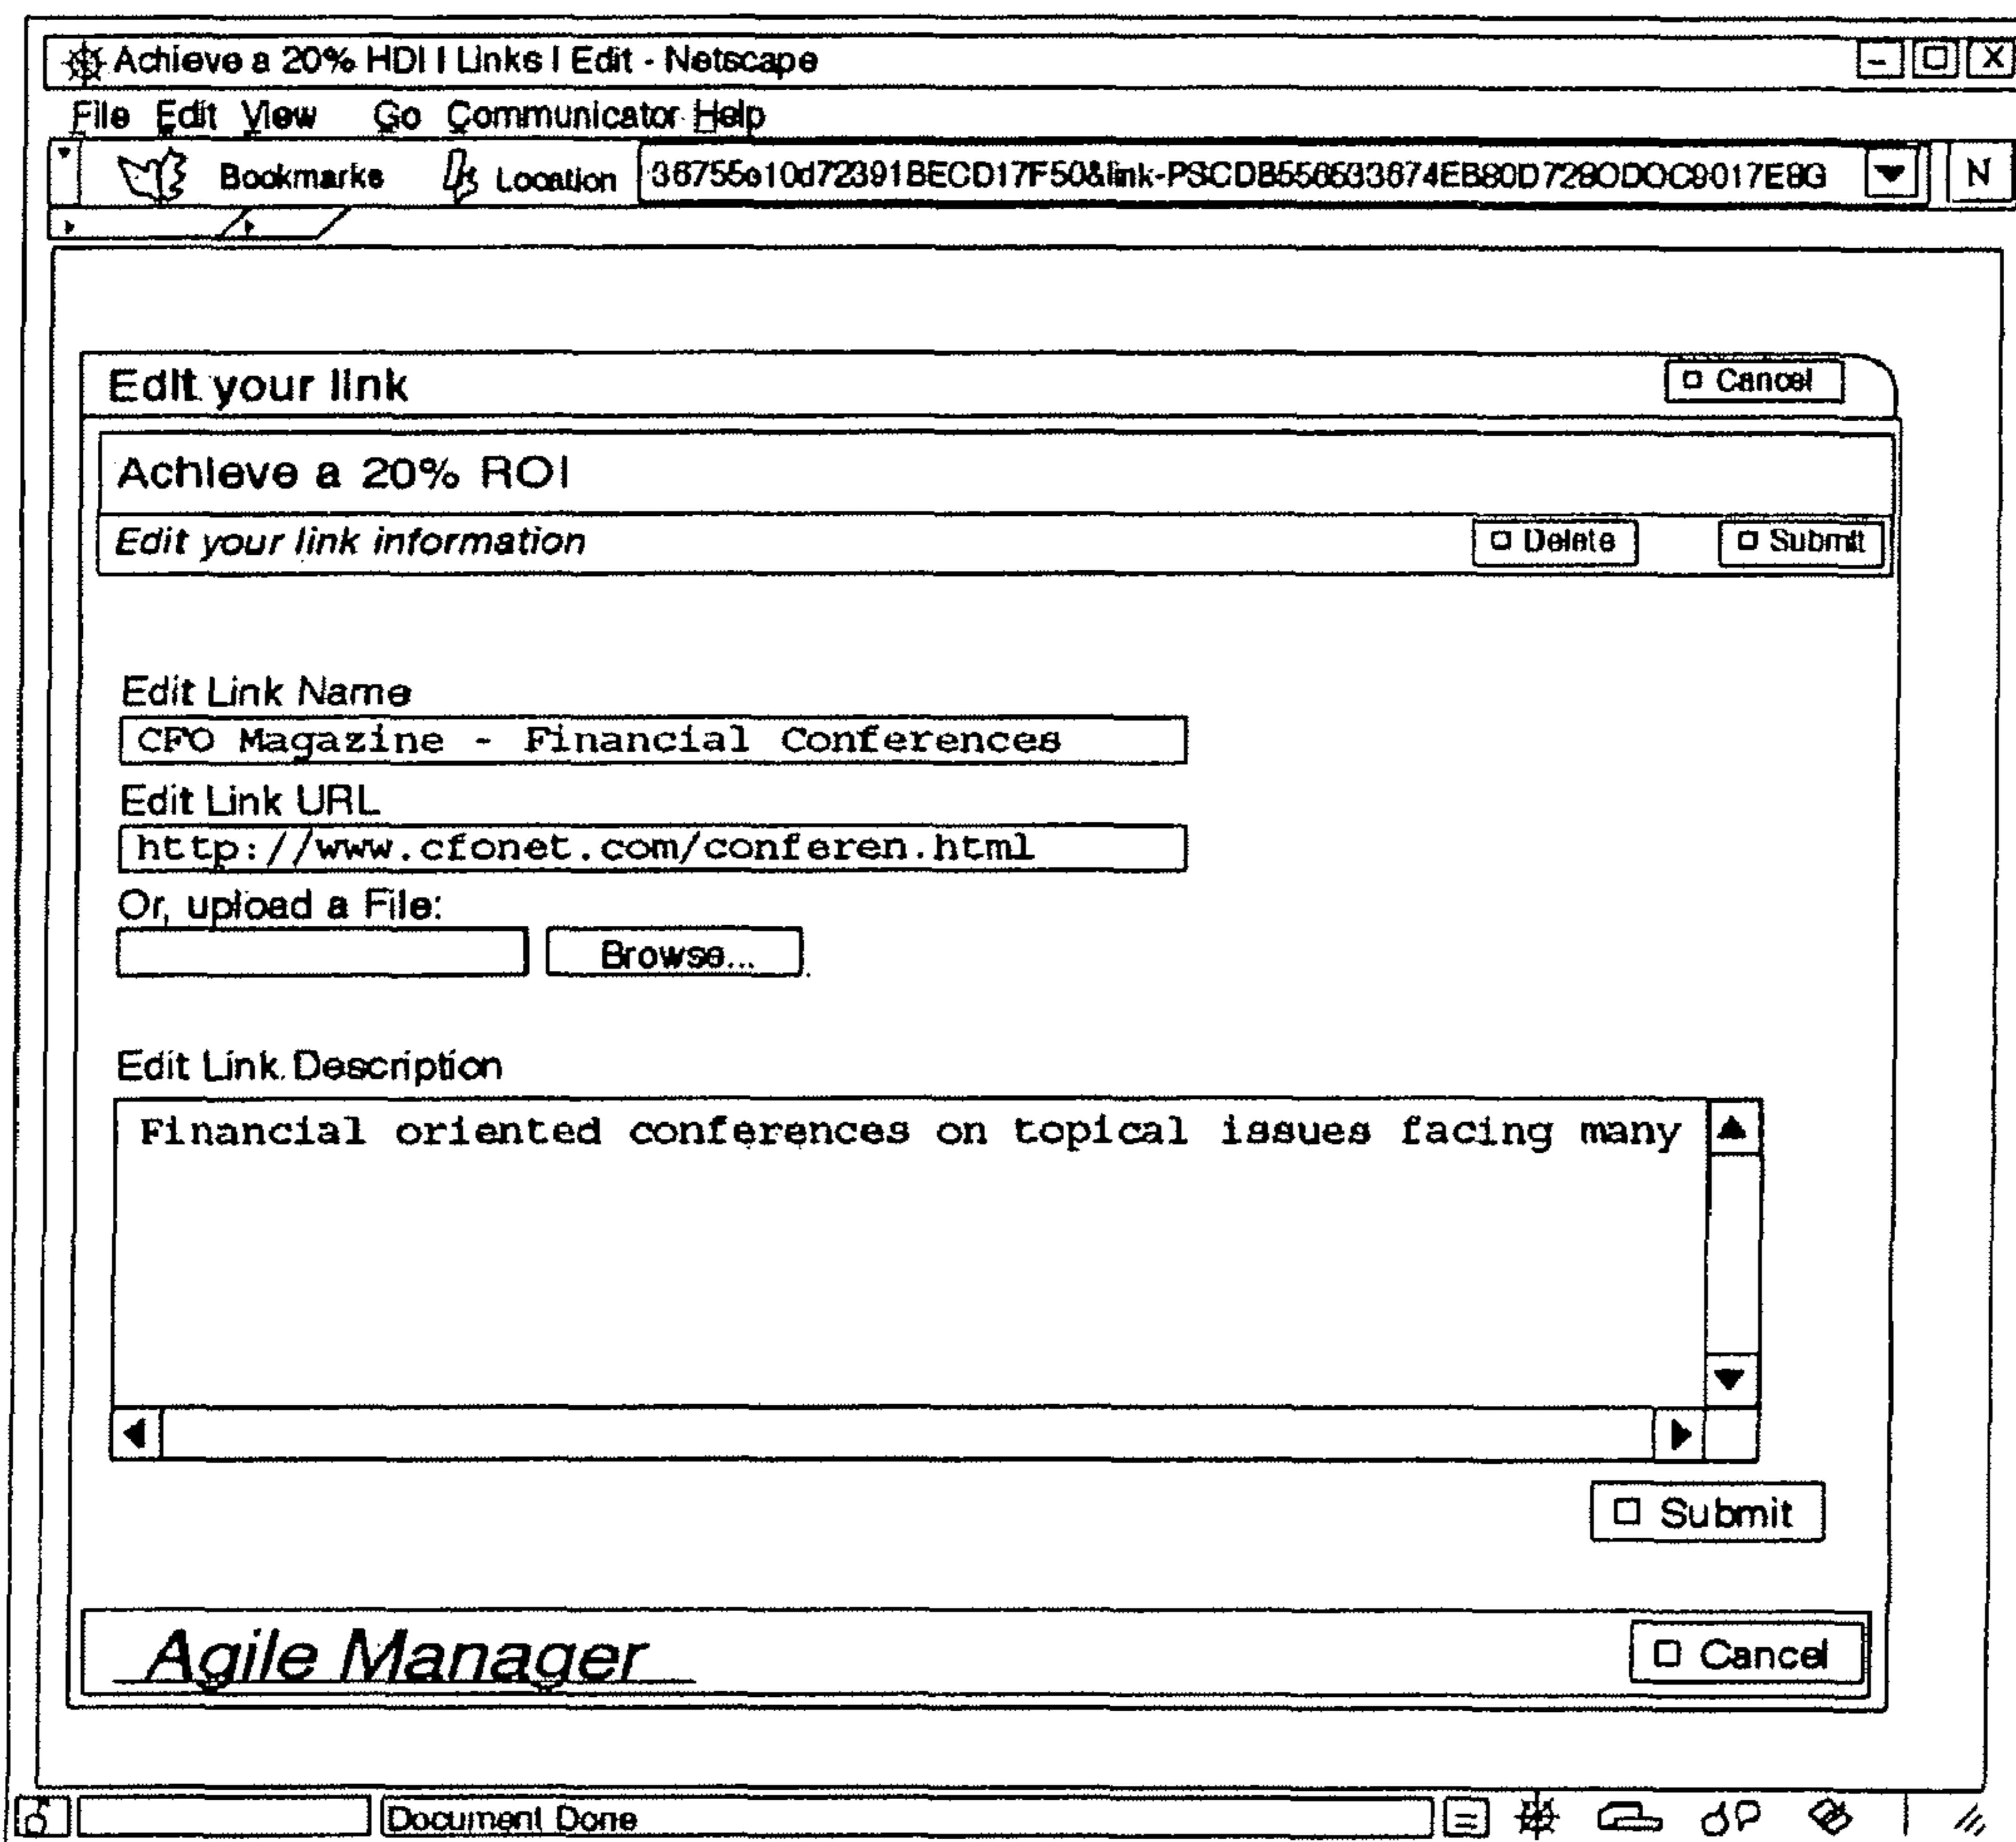 Achieve a 20% HDI I Links I Edit - Netscape
File Edit View Go Communicator Help
Bookmarks Location 36755e10d72391BECD17F50&link-PSCDB556533674EB80D728ODOC9017E8G N
Edit your link Cancel
Achieve a 20% ROI
Edit your link information Delete Submit
Edit Link Name
CFO Magazine - Financial Conferences
Edit Link URL
http://www.cfonet.com/conferen.html
Or, upload a File:
Browse...
Edit Link Description
Financial oriented conferences on topical issues facing many
Submit
Agile Manager Cancel
Document Done